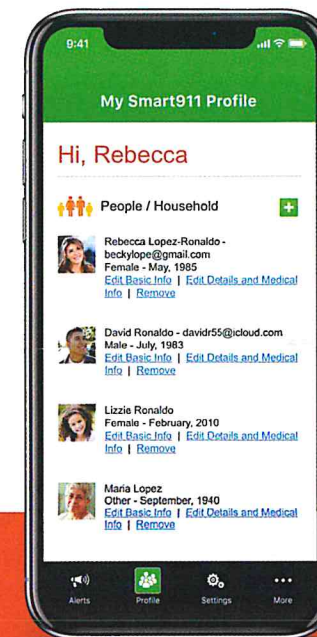 9:41
My Smart911 Profile
Hi, Rebecca
People / Household
Rebecca Lopez-Ronaldo -
beckylope@gmail.com
Female - May, 1985
Edit Basic Info | Edit Details and Medical
Info | Remove
David Ronaldo - davidr55@icloud.com
Male - July, 1983
Edit Basic Info | Edit Details and Medical
Info | Remove
Lizzie Ronaldo
Female - February, 2010
Edit Basic Info | Edit Details and Medical
Info | Remove
Maria Lopez
Other - September, 1940
Edit Basic Info | Edit Details and Medical
Info | Remove
Alerts Profile Settings More